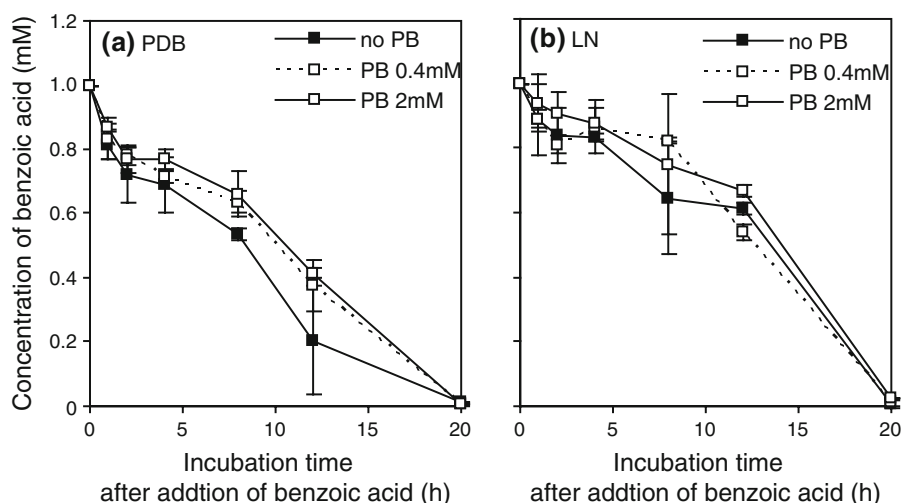 Concentration of benzoic acid (mM)
1.2
1.0
0.8
0.6
0.4
0.2
0
(a) PDB
no PB
PB 0.4mM
PB 2mM
0 5 10 15 20
Incubation time
after addtion of benzoic acid (h)
(b) LN
no PB
PB 0.4mM
PB 2mM
0 5 10 15 20
Incubation time
after addtion of benzoic acid (h)